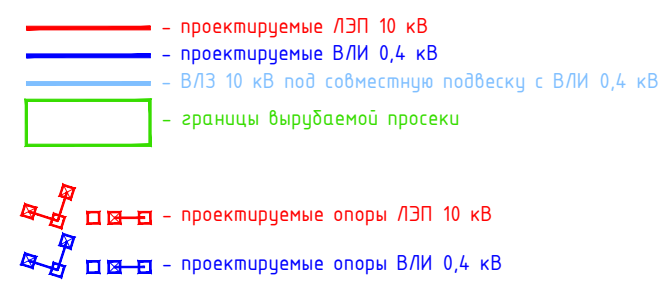 - проектируемые ЛЭП 10 кВ
- проектируемые ВЛИ 0,4 кВ
- ВЛЗ 10 кВ под совместную подвеску с ВЛИ 0,4 кВ
- границы вырубаемой просеки
- проектируемые опоры ЛЭП 10 кВ
- проектируемые опоры ВЛИ 0,4 кВ